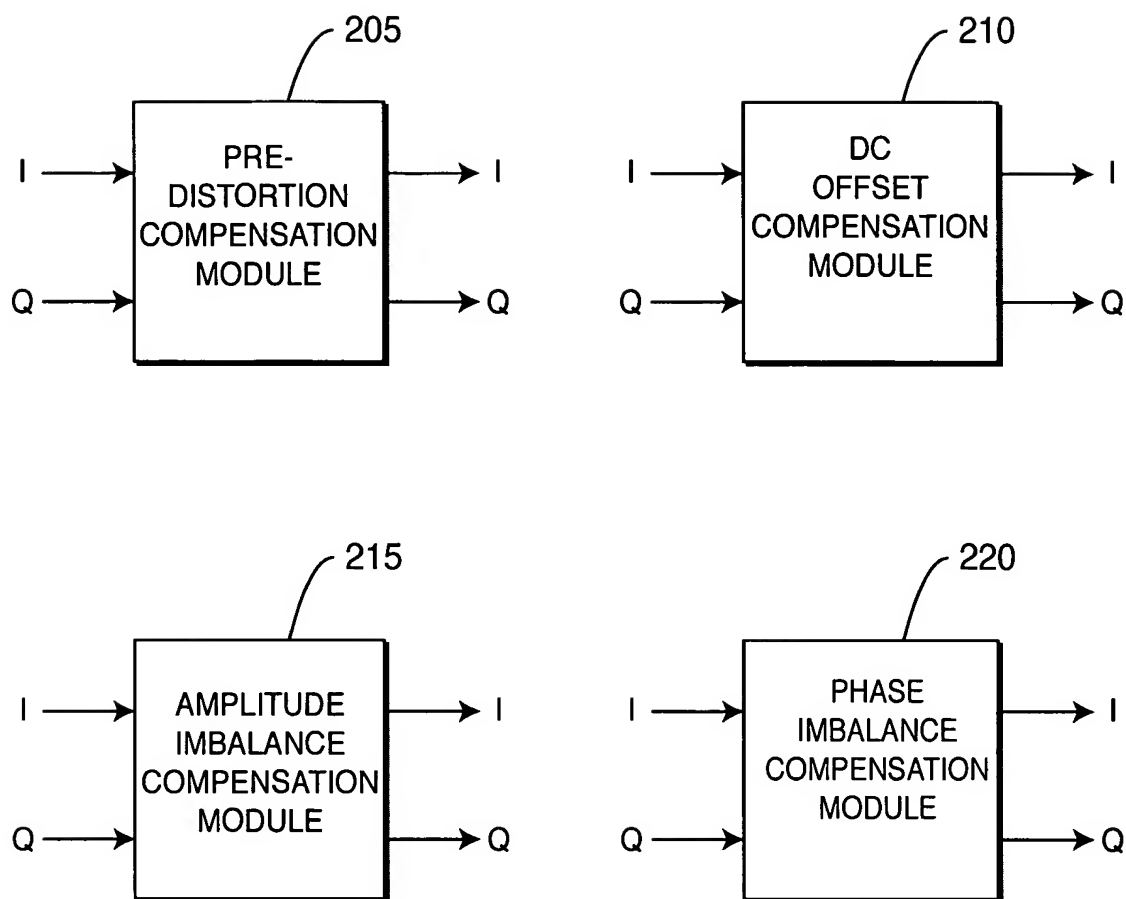 205
PRE-
DISTORTION
COMPENSATION
MODULE
I
I
Q
Q
210
DC
OFFSET
COMPENSATION
MODULE
I
I
Q
Q
215
AMPLITUDE
IMBALANCE
COMPENSATION
MODULE
I
I
Q
Q
220
PHASE
IMBALANCE
COMPENSATION
MODULE
I
I
Q
Q